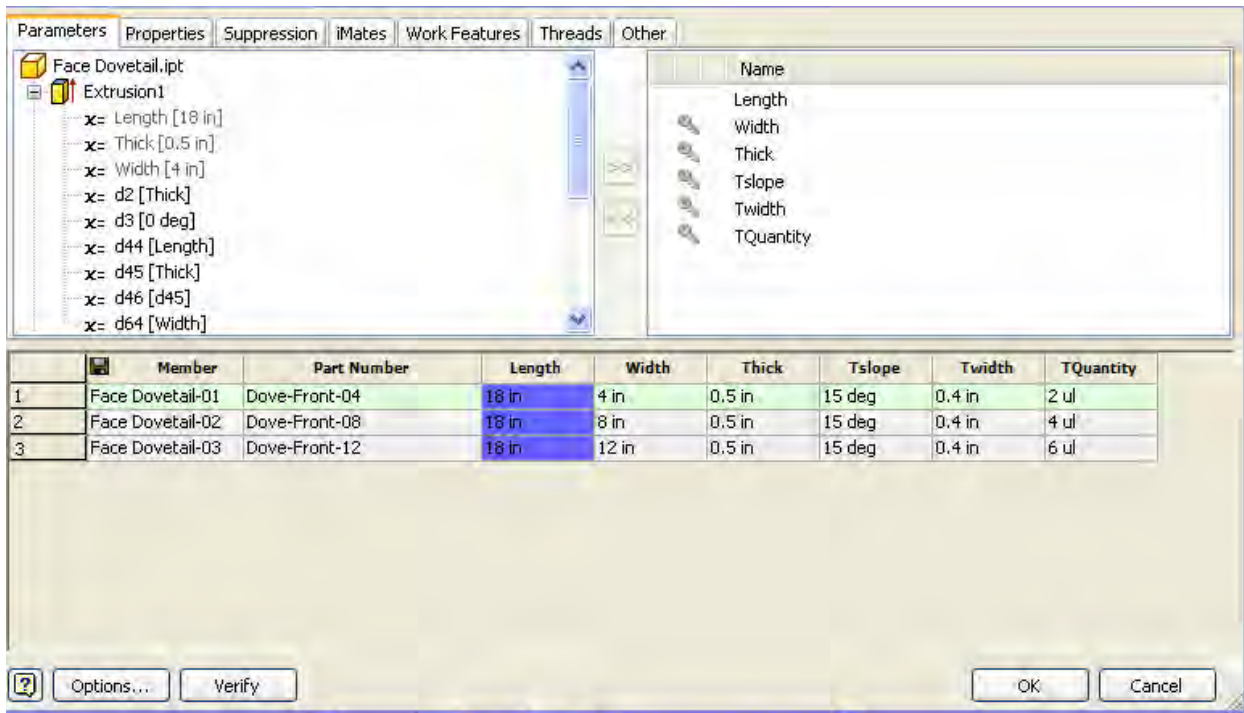 Parameters Properties Suppression iMates Work Features Threads Other
Face Dovetail.ipt
Extrusion1
x= Length [18 in]
x= Thick [0.5 in]
x= Width [4 in]
x= d2 [Thick]
x= d3 [0 deg]
x= d44 [Length]
x= d45 [Thick]
x= d46 [d45]
x= d64 [Width]
>>
<<
Name
Length
Width
Thick
Tslope
Twidth
TQuantity
Member Part Number Length Width Thick Tslope Twidth TQuantity
1 Face Dovetail-01 Dove-Front-04 18 in 4 in 0.5 in 15 deg 0.4 in 2 ul
2 Face Dovetail-02 Dove-Front-08 18 in 8 in 0.5 in 15 deg 0.4 in 4 ul
3 Face Dovetail-03 Dove-Front-12 18 in 12 in 0.5 in 15 deg 0.4 in 6 ul
? Options... Verify OK Cancel